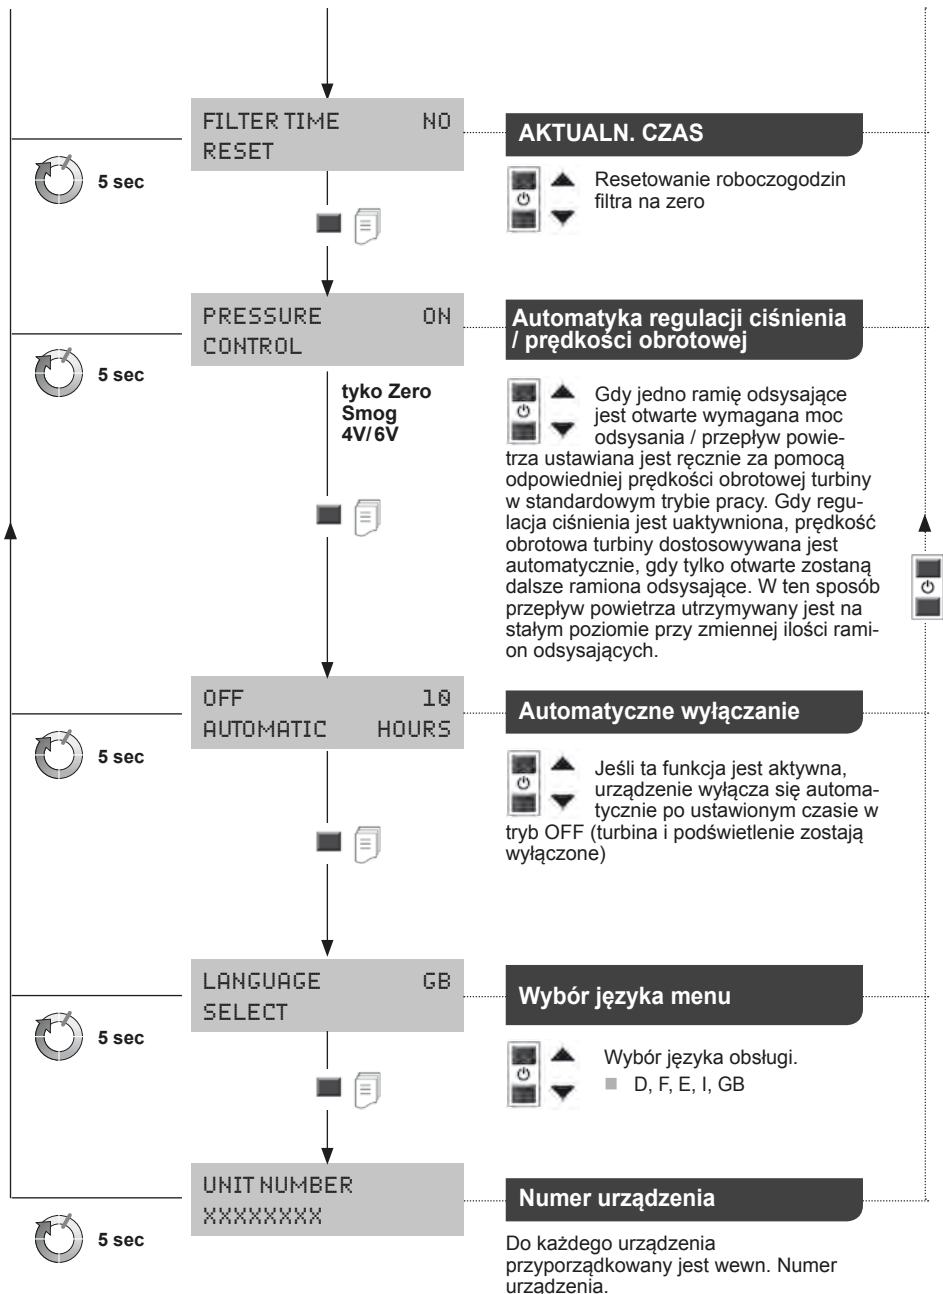 FILTER TIME NO
RESET
AKTUALN. CZAS
5 sec
Resetowanie roboczogodzin
filtra na zero
PRESSURE ON
CONTROL
Automatyka regulacji ciśnienia
/ prędkości obrotowej
5 sec
tyko Zero
Smog
4V/6V
Gdy jedno ramię odsysające
jest otwarte wymagana moc
odsysania / przepływ powie-
trza ustawiana jest ręcznie za pomocą
odpowiedniej prędkości obrotowej turbiny
w standardowym trybie pracy. Gdy regu-
lacja ciśnienia jest uaktywniona, prędkość
obrotowa turbiny dostosowywana jest
automatycznie, gdy tylko otwarte zostaną
dalsze ramiona odsysające. W ten sposób
przepływ powietrza utrzymywany jest na
stałym poziomie przy zmiennej ilości rami-
on odsysających.
OFF 10
AUTOMATIC HOURS
Automatyczne wyłączanie
5 sec
Jeśli ta funkcja jest aktywna,
urządzenie wyłącza się automa-
tycznie po ustawionym czasie w
tryb OFF (turbina i podświetlenie zostają
wyłączone)
LANGUAGE GB
SELECT
Wybór języka menu
5 sec
Wybór języka obsługi.
D, F, E, I, GB
UNIT NUMBER
XXXXXXXX
Numer urządzenia
5 sec
Do każdego urządzenia
przyporządkowany jest wewn. Numer
urządzenia.